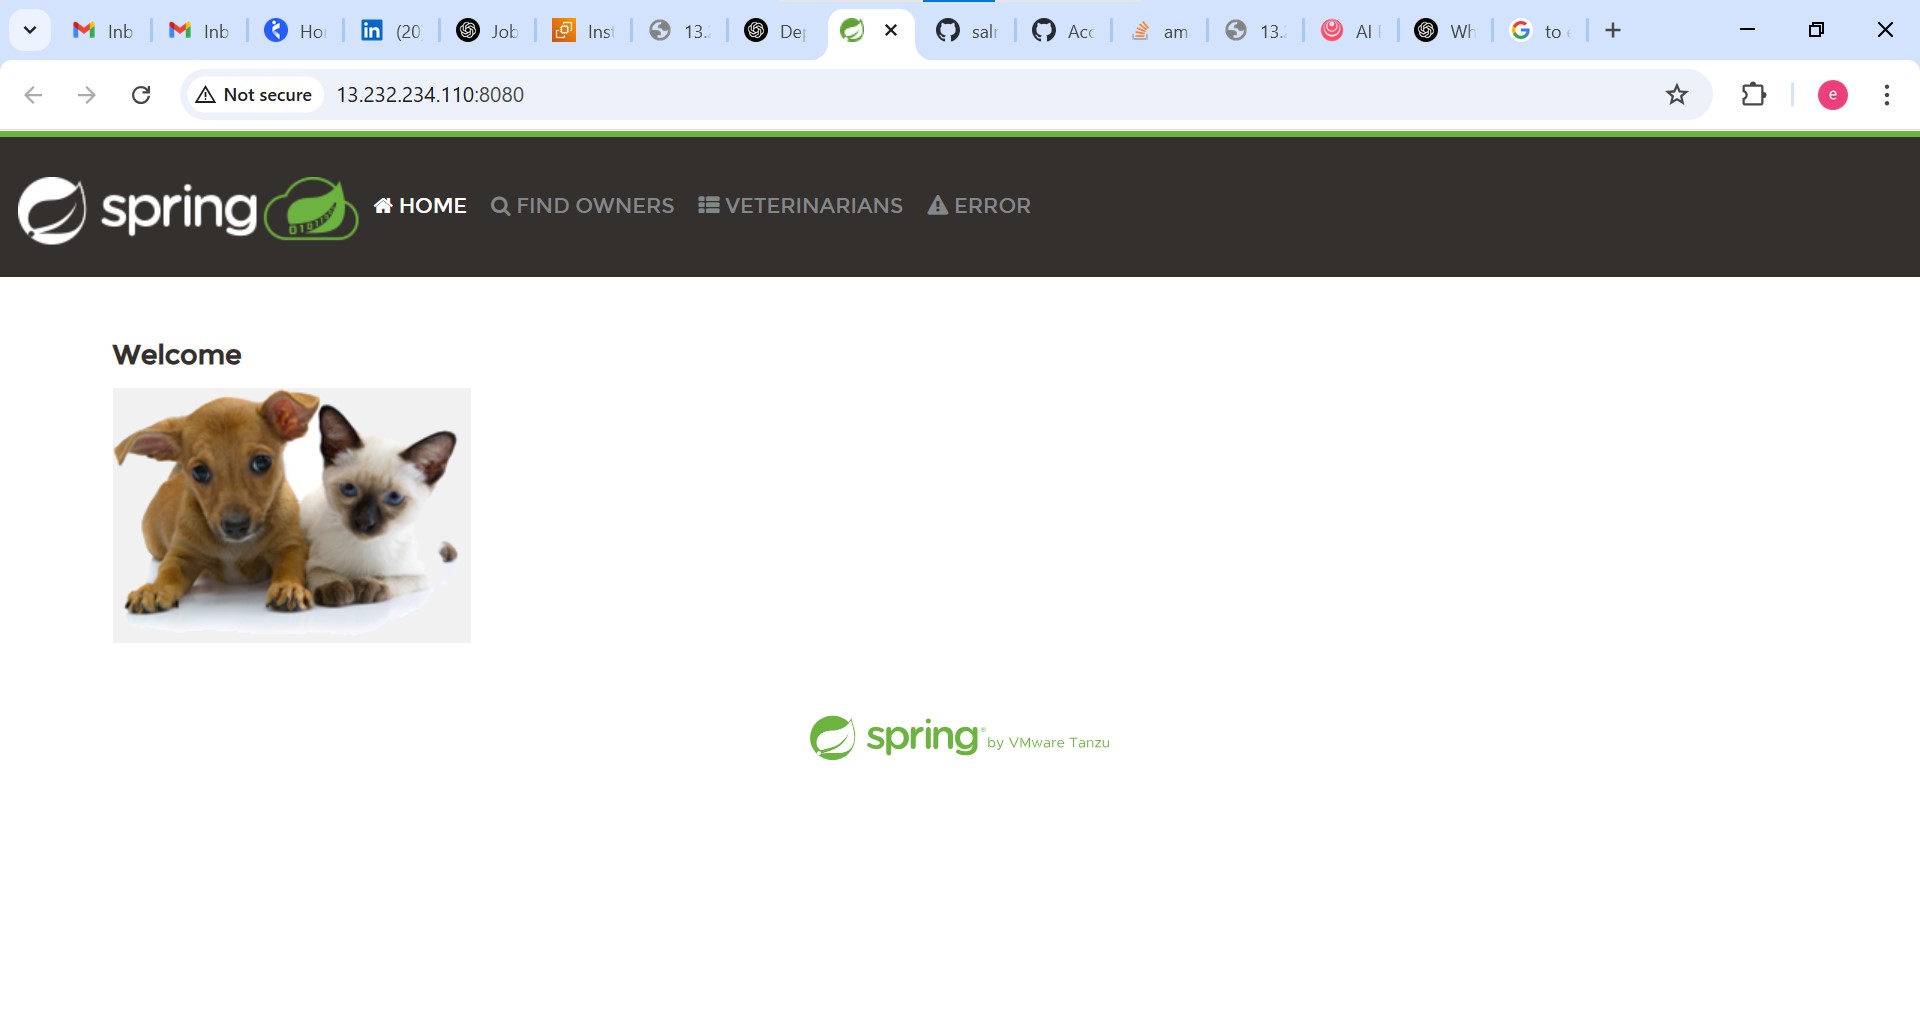 Inb
Inb
Ho
(20
Job
Inst
13.
Dep
sal
Acc
am
13.
AI
Wh
to
Not secure
13.232.234.110:8080
e
spring
HOME
FIND OWNERS
VETERINARIANS
ERROR
Welcome
spring by VMware Tanzu